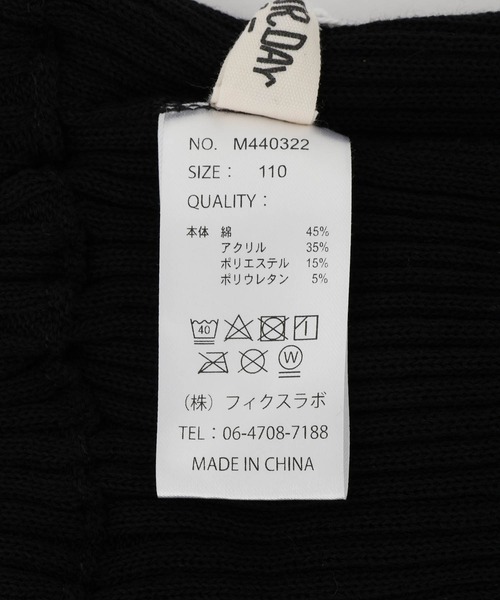 R.DAY
NO. M440322
SIZE： 110
QUALITY：
本体 綿 45%
アクリル 35%
ポリエステル 15%
ポリウレタン 5%
40
W
（株）フィクスラボ
TEL：06-4708-7188
MADE IN CHINA